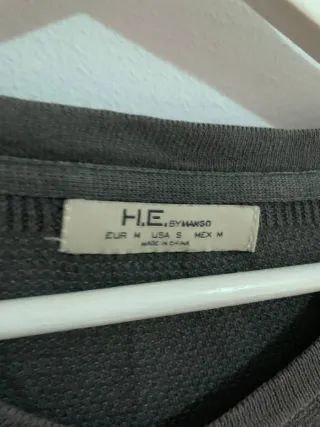 H.E. BY MANGO
EUR M USA S MEX M
MADE IN CHINA